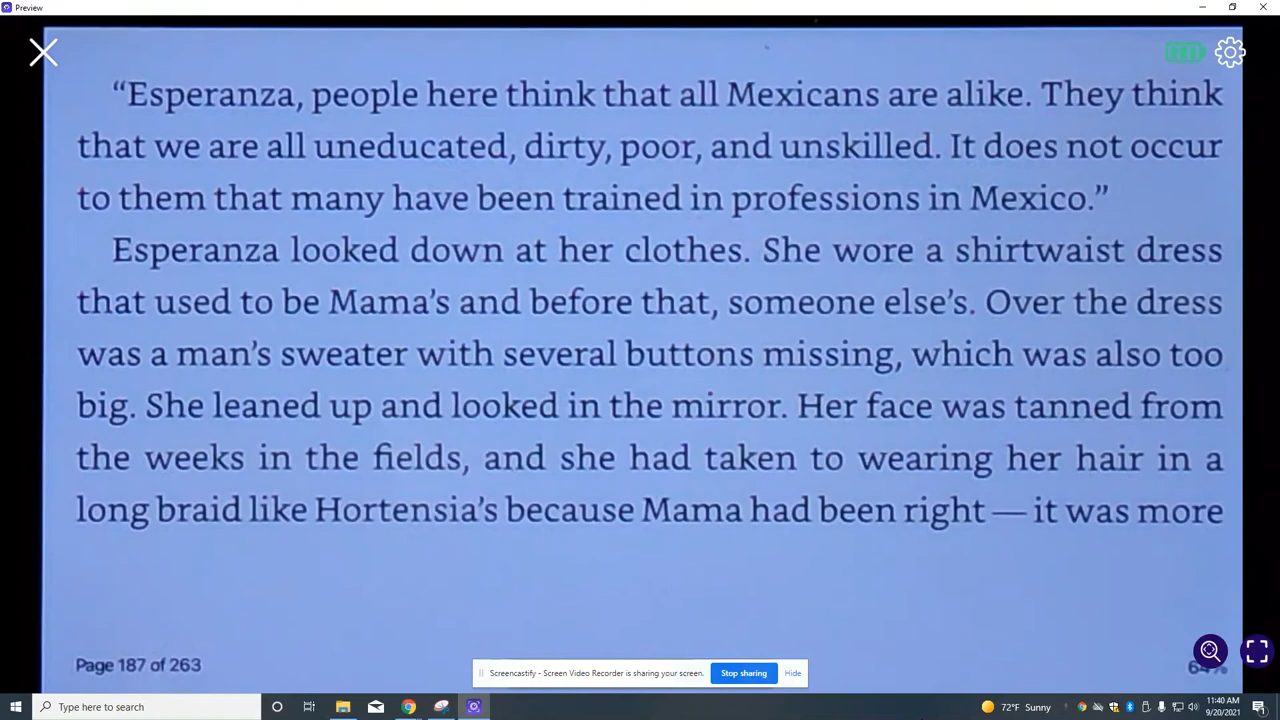 Preview
“Esperanza, people here think that all Mexicans are alike. They think
that we are all uneducated, dirty, poor, and unskilled. It does not occur
to them that many have been trained in professions in Mexico.”
Esperanza looked down at her clothes. She wore a shirtwaist dress
that used to be Mama’s and before that, someone else’s. Over the dress
was a man’s sweater with several buttons missing, which was also too
big. She leaned up and looked in the mirror. Her face was tanned from
the weeks in the fields, and she had taken to wearing her hair in a
long braid like Hortensia’s because Mama had been right — it was more
Page 187 of 263
64%
Screencastify - Screen Video Recorder is sharing your screen.
Stop sharing
Hide
Type here to search
72°F Sunny
11:40 AM
9/20/2021